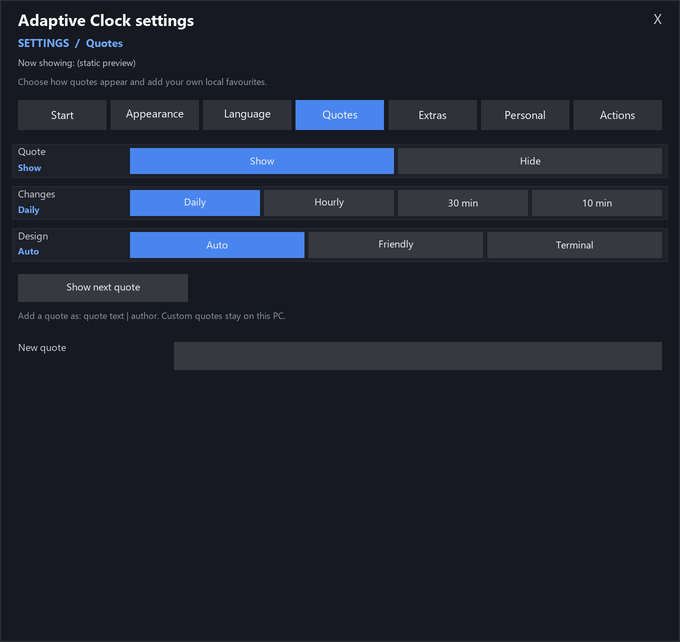 Adaptive Clock settings
X
SETTINGS / Quotes
Now showing: (static preview)
Choose how quotes appear and add your own local favourites.
Start Appearance Language Quotes Extras Personal Actions
Quote
Show
Show Hide
Changes
Daily
Daily Hourly 30 min 10 min
Design
Auto
Auto Friendly Terminal
Show next quote
Add a quote as: quote text | author. Custom quotes stay on this PC.
New quote